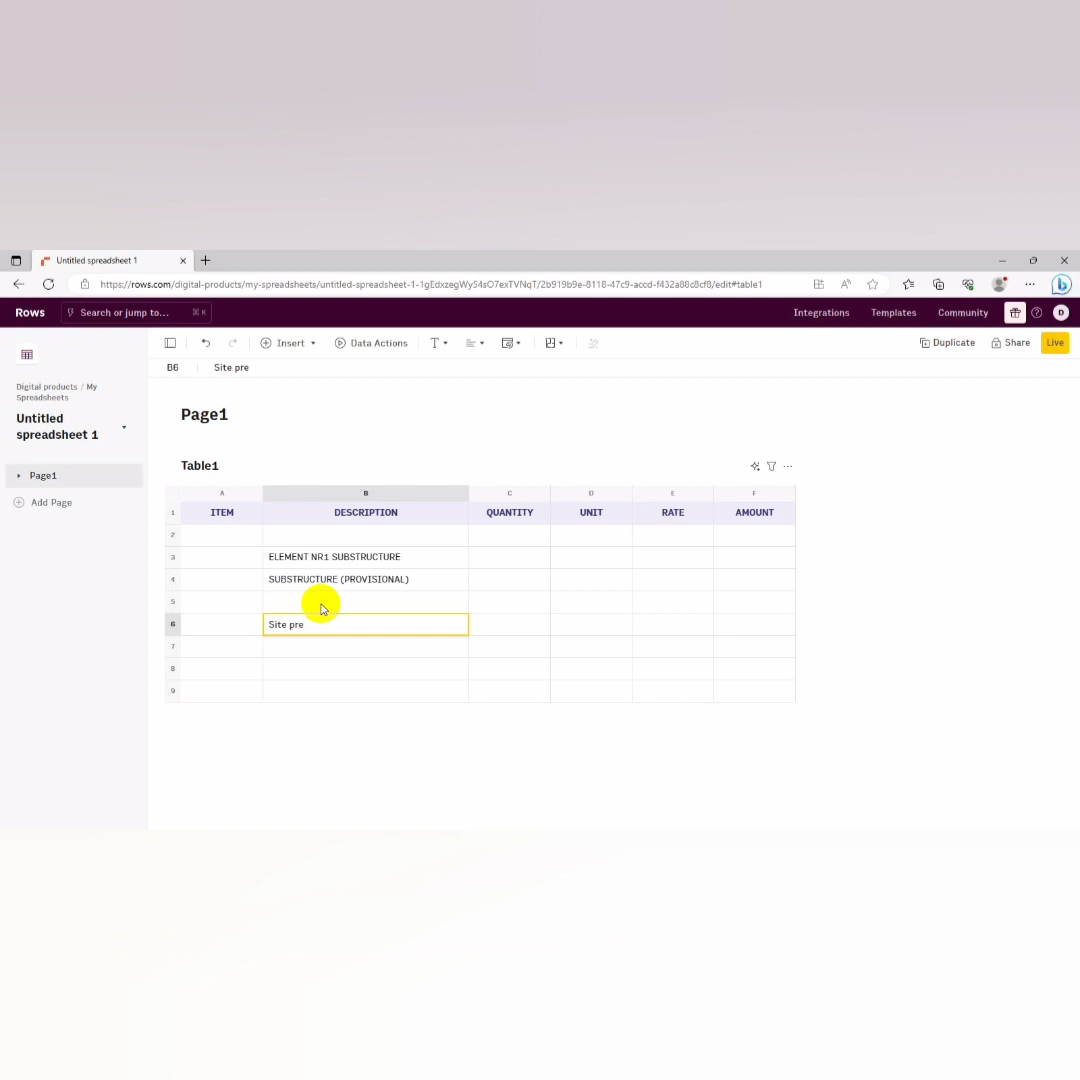 Untitled spreadsheet 1
https://rows.com/digital-products/my-spreadsheets/untitled-spreadsheet-1-1gEdxzegWy54sO7exTVNqT/2b919b9e-8118-47c9-accd-f432a88c8cf8/edit#table1
Rows Search or jump to... ⌘ K Integrations Templates Community D
Insert Data Actions T Duplicate Share Live
B6 Site pre
Digital products / My
Spreadsheets
Untitled
spreadsheet 1
Page1
Add Page
Page1
Table1
A B C D E F
1 ITEM DESCRIPTION QUANTITY UNIT RATE AMOUNT
2
3 ELEMENT NR1 SUBSTRUCTURE
4 SUBSTRUCTURE (PROVISIONAL)
5
6 Site pre
7
8
9